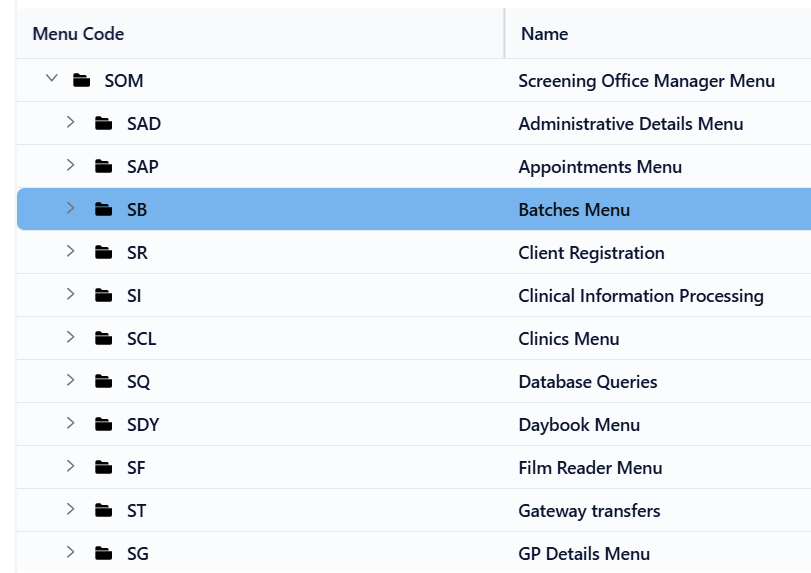 Menu Code Name
SOM Screening Office Manager Menu
SAD Administrative Details Menu
SAP Appointments Menu
SB Batches Menu
SR Client Registration
SI Clinical Information Processing
SCL Clinics Menu
SQ Database Queries
SDY Daybook Menu
SF Film Reader Menu
ST Gateway transfers
SG GP Details Menu